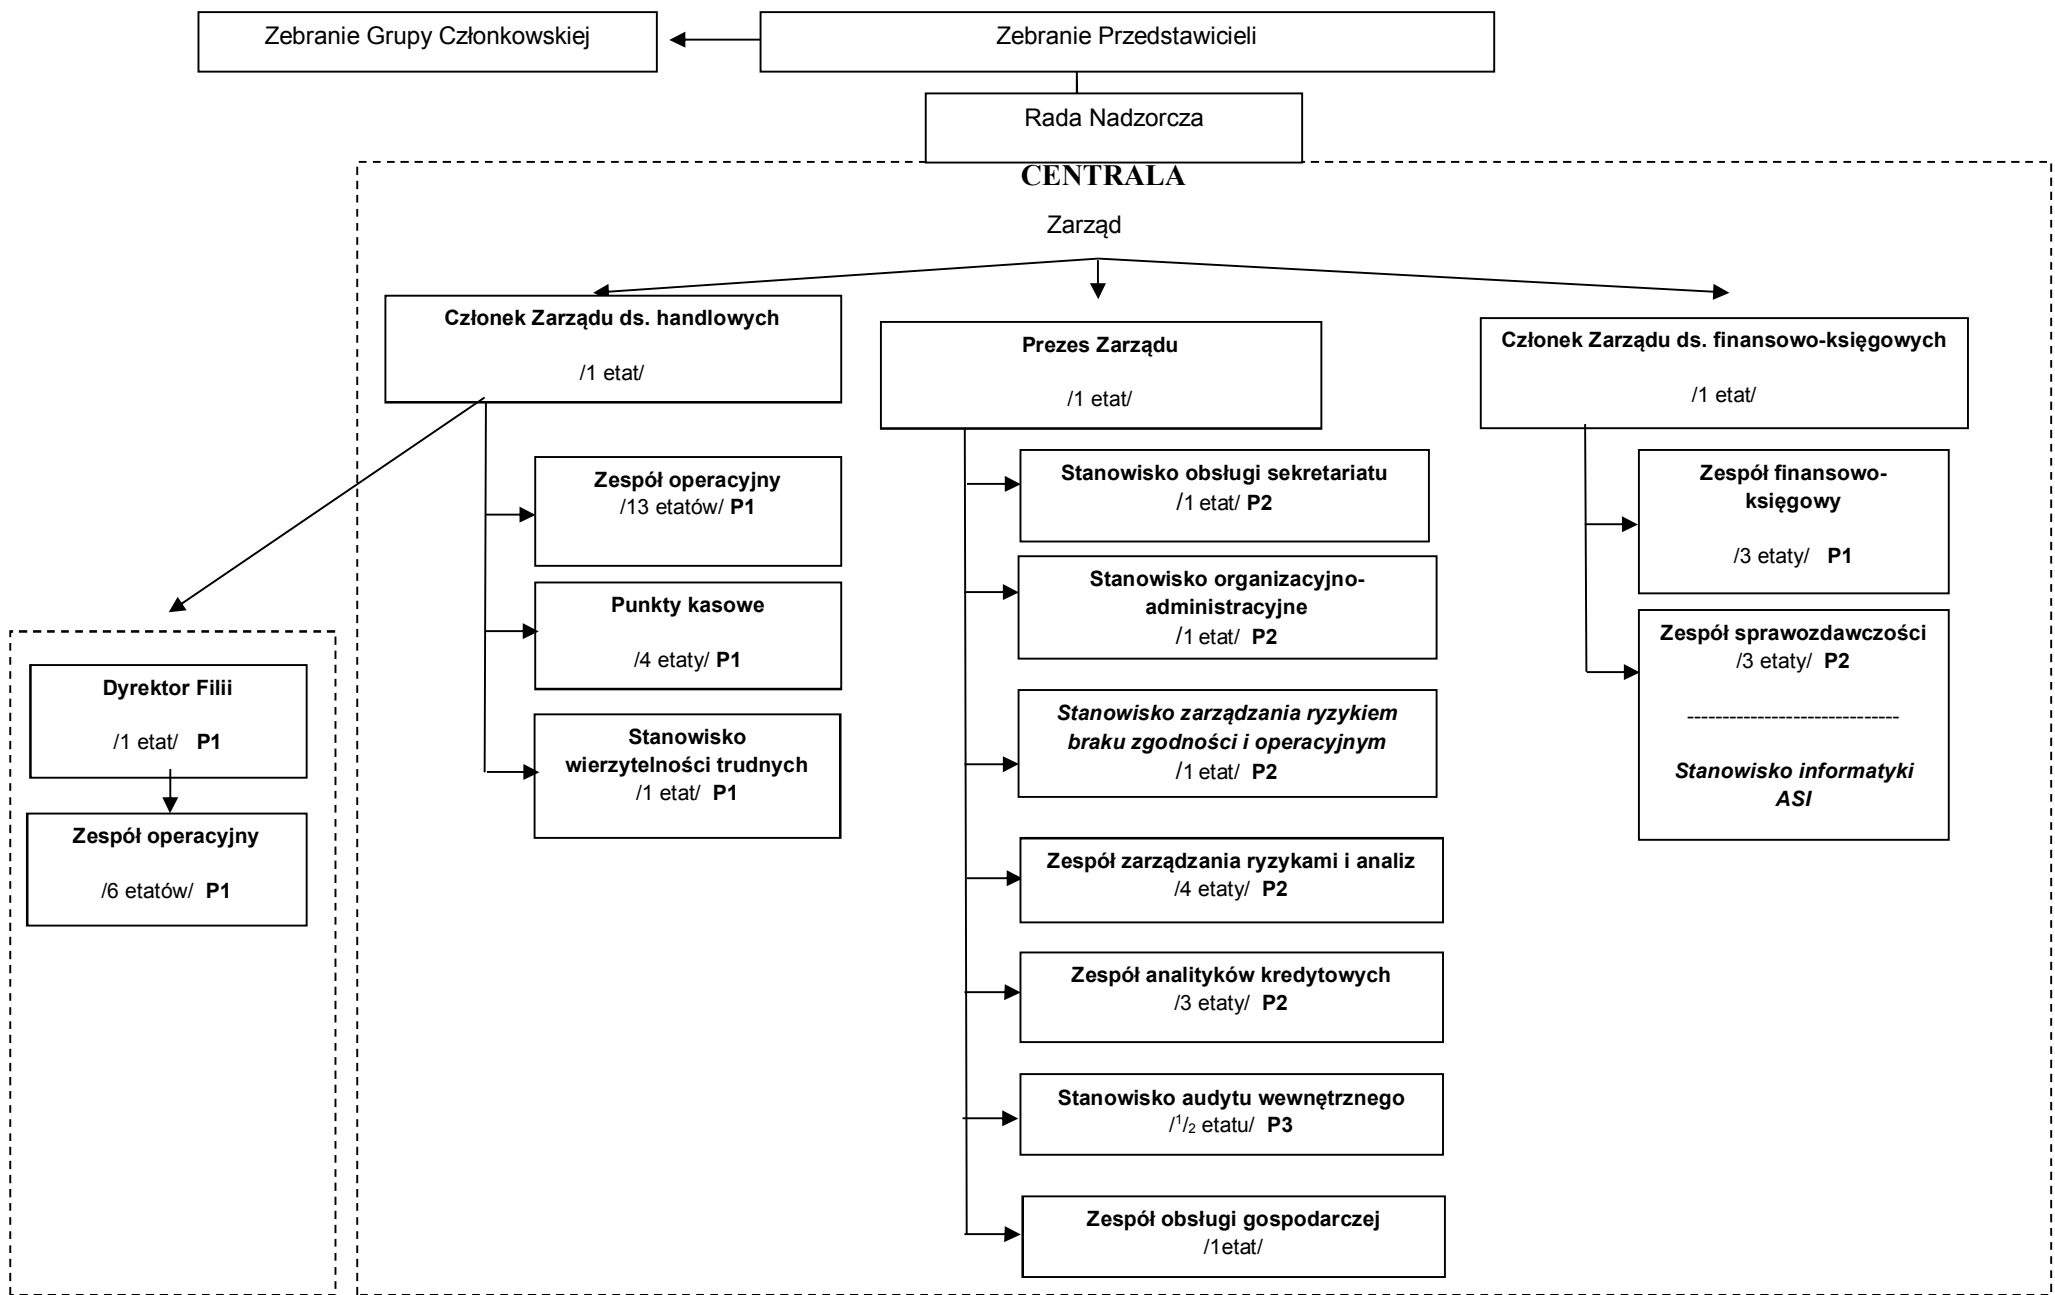 Zebranie Grupy Członkowskiej
Zebranie Przedstawicieli
Rada Nadzorcza
CENTRALA
Zarząd
Członek Zarządu ds. handlowych
/1 etat/
Zespół operacyjny
/13 etatów/ P1
Punkty kasowe
/4 etaty/ P1
Stanowisko
wierzytelności trudnych
/1 etat/ P1
Dyrektor Filii
/1 etat/ P1
Zespół operacyjny
/6 etatów/ P1
Prezes Zarządu
/1 etat/
Stanowisko obsługi sekretariatu
/1 etat/ P2
Stanowisko organizacyjno-
administracyjne
/1 etat/ P2
Stanowisko zarządzania ryzykiem
braku zgodności i operacyjnym
/1 etat/ P2
Zespół zarządzania ryzykami i analiz
/4 etaty/ P2
Zespół analityków kredytowych
/3 etaty/ P2
Stanowisko audytu wewnętrznego
/¹/₂ etatu/ P3
Zespół obsługi gospodarczej
/1etat/
Członek Zarządu ds. finansowo-księgowych
/1 etat/
Zespół finansowo-
księgowy
/3 etaty/ P1
Zespół sprawozdawczości
/3 etaty/ P2
------------------------------
Stanowisko informatyki
ASI